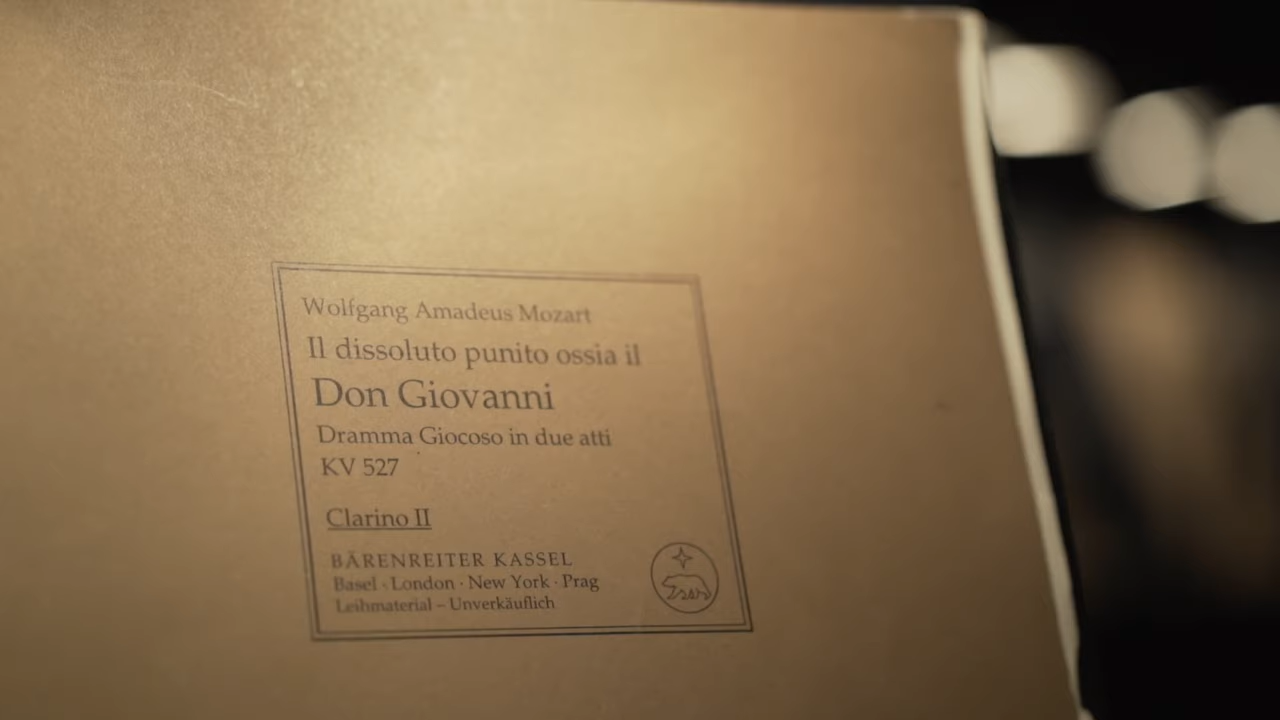 Wolfgang Amadeus Mozart
Il dissoluto punito ossia il
Don Giovanni
Dramma Giocoso in due atti
KV 527
Clarino II
BÄRENREITER KASSEL
Basel · London · New York · Prag
Leihmaterial – Unverkäuflich